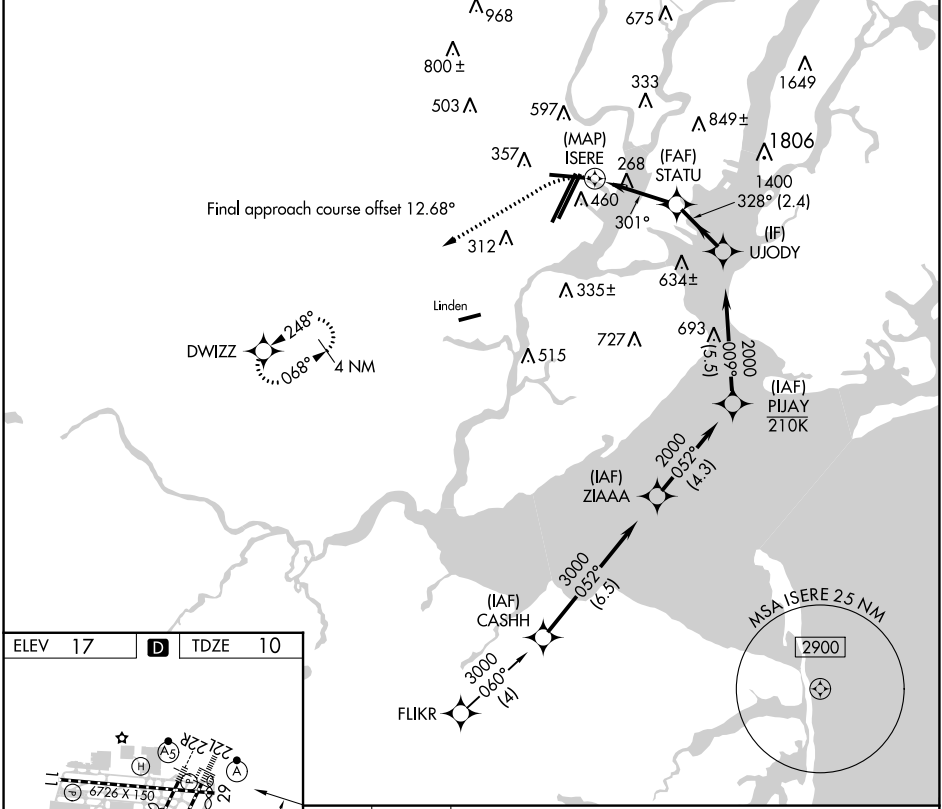 968
675
800 ±
1649
503
333
597
849±
1806
(MAP)
ISERE
357
268
(FAF)
STATU
1400
328° (2.4)
460
301°
Final approach course offset 12.68°
(IF)
UJODY
312
634±
335±
Linden
DWIZZ
248°
068°
4 NM
515
727
693
2000
009°
(5.5)
(IAF)
PIJAY
210K
2000
052°
(4.3)
(IAF)
ZIAAA
3000
052°
(6.5)
(IAF)
CASHH
3000
060°
(4)
FLIKR
MSA ISERE 25 NM
2900
ELEV 17
D
TDZE 10
A5
22R
22L
A
H
P
11
6726 X 150
P
29